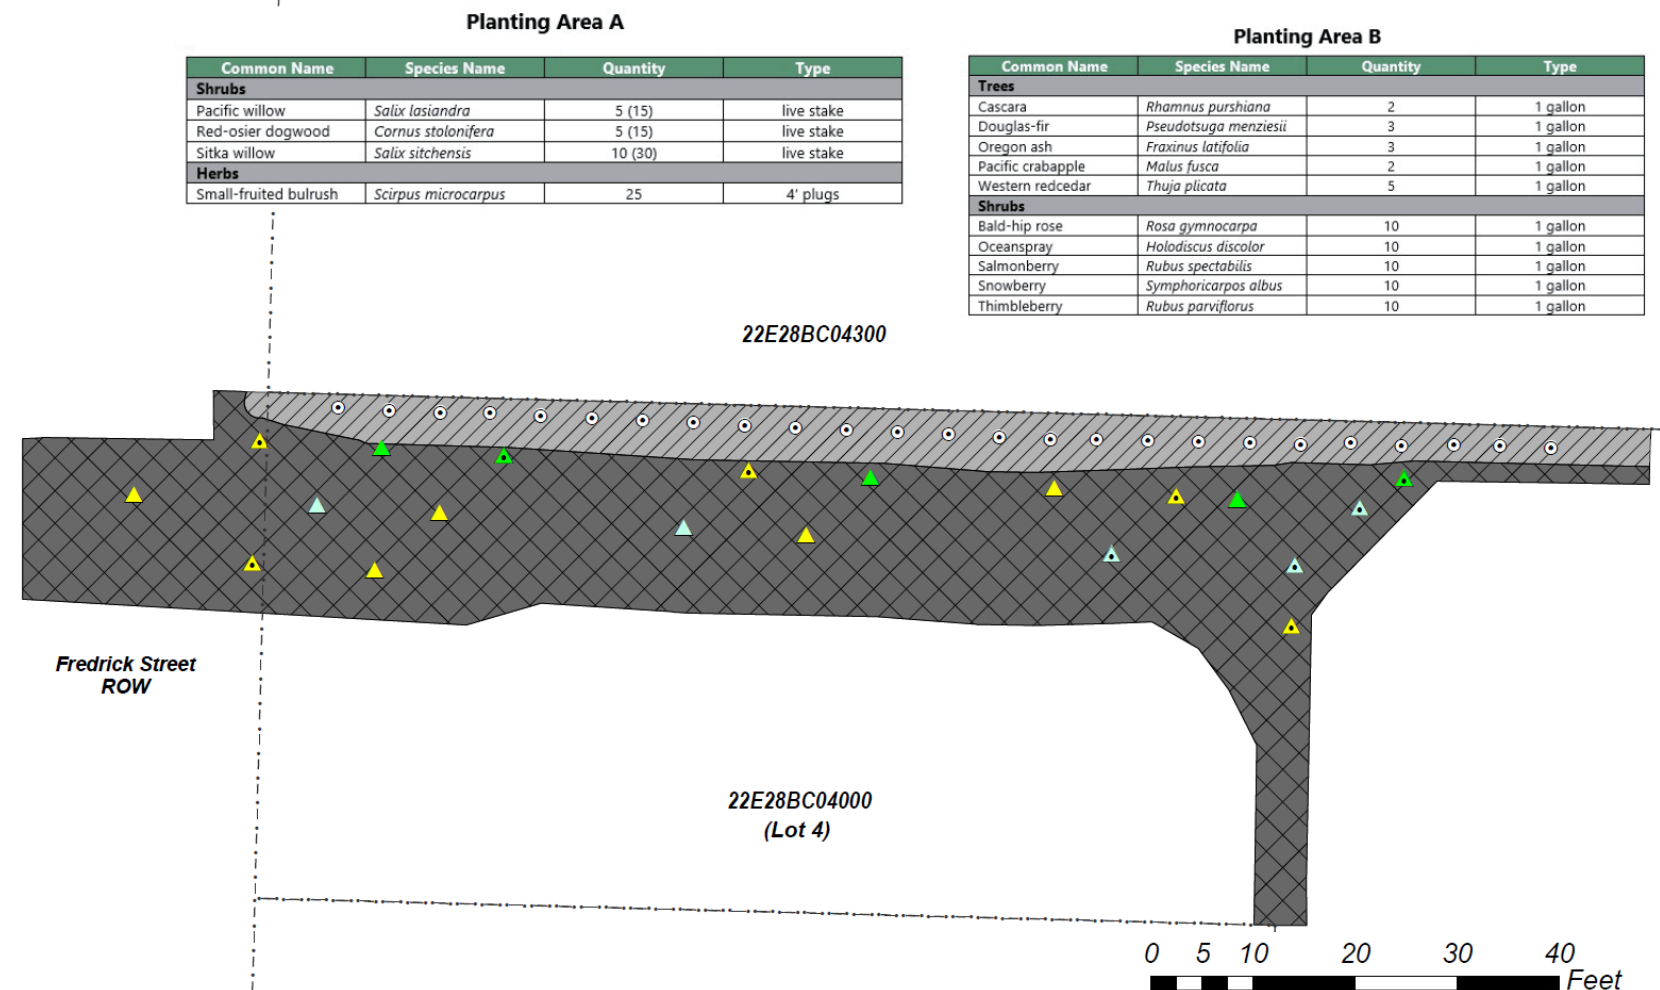 Planting Area A
Common Name Species Name Quantity Type
Shrubs
Pacific willow Salix lasiandra 5 (15) live stake
Red-osier dogwood Cornus stolonifera 5 (15) live stake
Sitka willow Salix sitchensis 10 (30) live stake
Herbs
Small-fruited bulrush Scirpus microcarpus 25 4' plugs
Planting Area B
Common Name Species Name Quantity Type
Trees
Cascara Rhamnus purshiana 2 1 gallon
Douglas-fir Pseudotsuga menziesii 3 1 gallon
Oregon ash Fraxinus latifolia 3 1 gallon
Pacific crabapple Malus fusca 2 1 gallon
Western redcedar Thuja plicata 5 1 gallon
Shrubs
Bald-hip rose Rosa gymnocarpa 10 1 gallon
Oceanspray Holodiscus discolor 10 1 gallon
Salmonberry Rubus spectabilis 10 1 gallon
Snowberry Symphoricarpos albus 10 1 gallon
Thimbleberry Rubus parviflorus 10 1 gallon
22E28BC04300
Fredrick Street
ROW
22E28BC04000
(Lot 4)
0 5 10 20 30 40
Feet